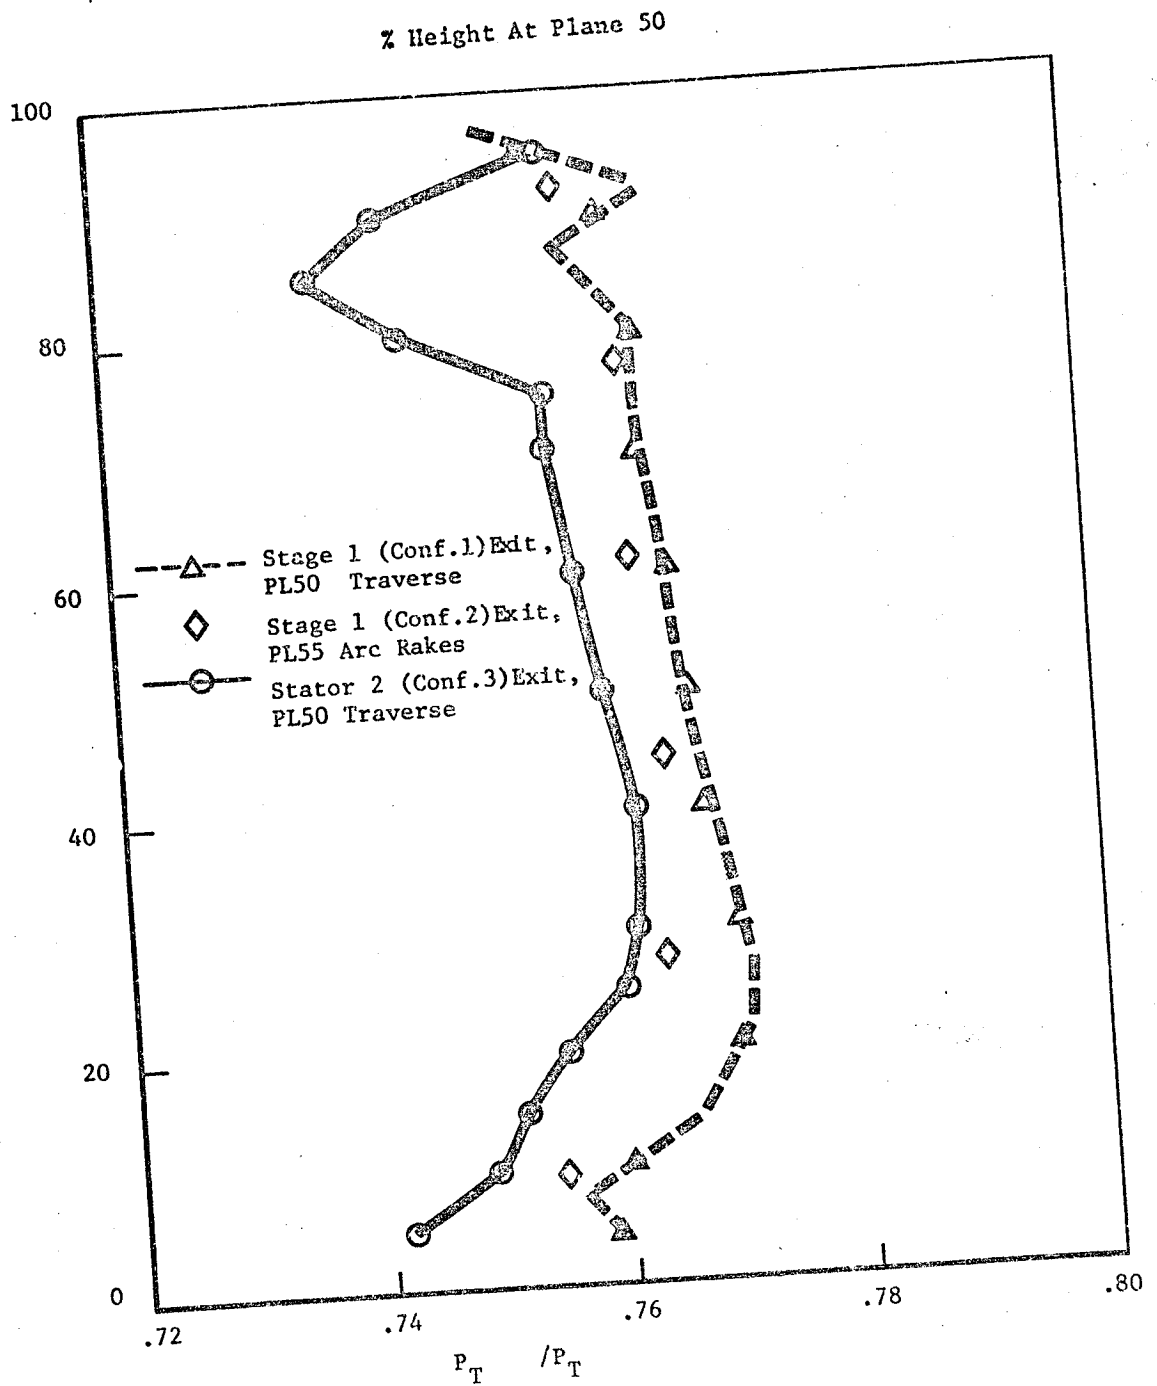 % Height At Plane 50
100
80
60
40
20
0
Stage 1 (Conf.1)Exit,
PL50 Traverse
Stage 1 (Conf.2)Exit,
PL55 Arc Rakes
Stator 2 (Conf.3)Exit,
PL50 Traverse
.72 .74 .76 .78 .80
P_T /P_T